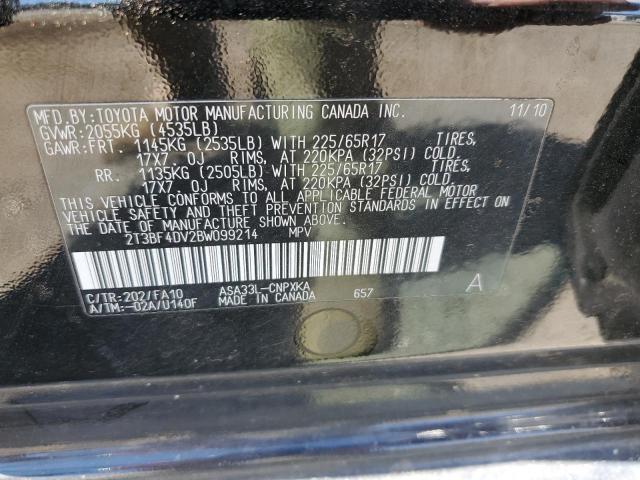 MFD.BY:TOYOTA MOTOR MANUFACTURING CANADA INC. 11/10
GVWR:2055KG (4535LB)
GAWR:FRT. 1145KG (2535LB) WITH 225/65R17 TIRES,
17X7 0J RIMS, AT 220KPA (32PSI) COLD.
RR. 1135KG (2505LB) WITH 225/65R17 TIRES,
17X7 0J RIMS, AT 220KPA (32PSI) COLD.
THIS VEHICLE CONFORMS TO ALL APPLICABLE FEDERAL MOTOR
VEHICLE SAFETY AND THEFT PREVENTION STANDARDS IN EFFECT ON
THE DATE OF MANUFACTURE SHOWN ABOVE.
2T3BF4DV2BW099214 MPV
C/TR:202/FA10 ASA33L-CNPXKA A
A/TM:-02A/U140F MADE IN CANADA 657